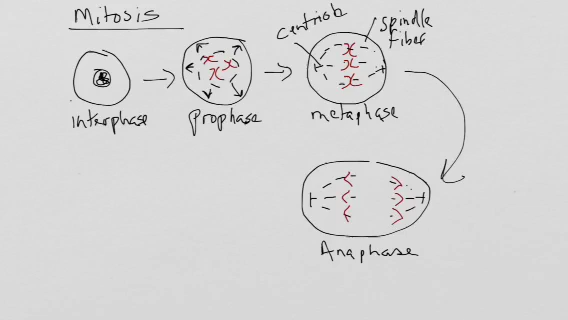 Mitosis
centriole
spindle
fiber
interphase
prophase
metaphase
Anaphase